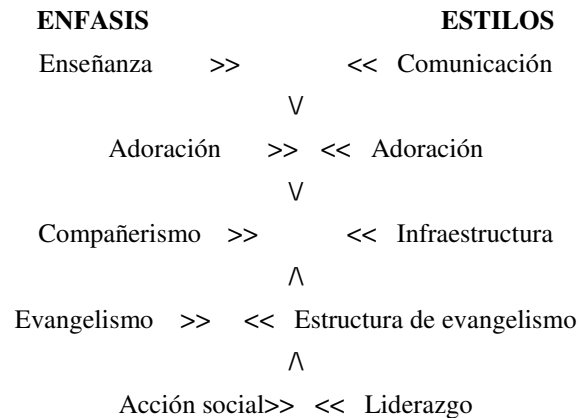 ENFASIS ESTILOS
Enseñanza >> << Comunicación
\/
Adoración >> << Adoración
\/
Compañerismo >> << Infraestructura
/\
Evangelismo >> << Estructura de evangelismo
/\
Acción social>> << Liderazgo